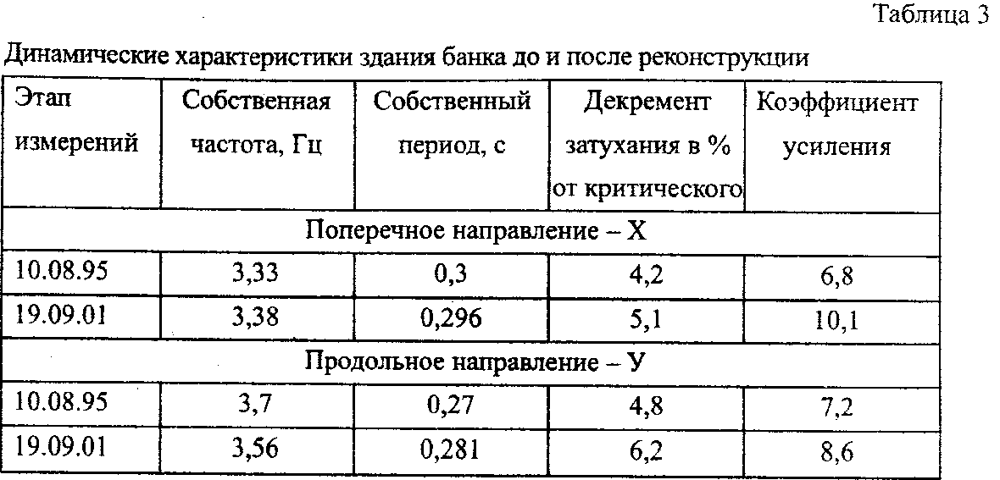 Таблица 3
Динамические характеристики здания банка до и после реконструкции
Этап измерений Собственная частота, Гц Собственный период, с Декремент затухания в % от критического Коэффициент усиления
Поперечное направление – Х
10.08.95 3,33 0,3 4,2 6,8
19.09.01 3,38 0,296 5,1 10,1
Продольное направление – У
10.08.95 3,7 0,27 4,8 7,2
19.09.01 3,56 0,281 6,2 8,6